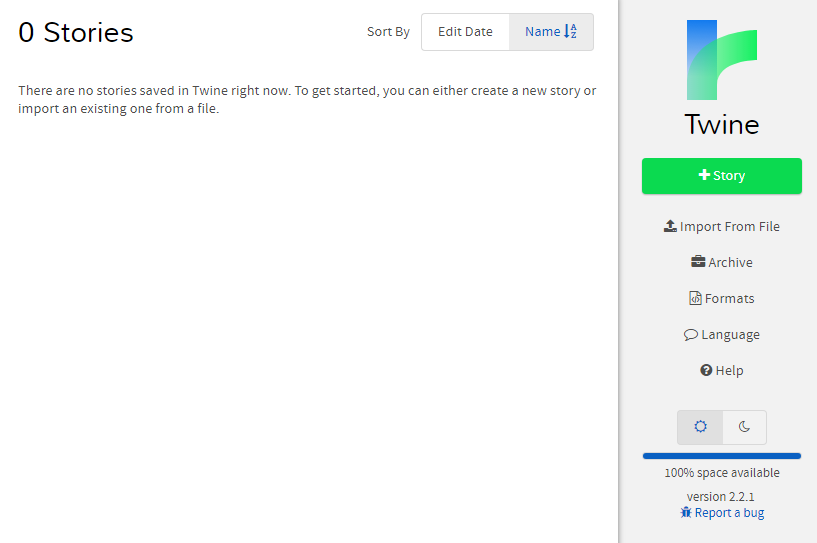 0 Stories
Sort By
Edit Date
Name
There are no stories saved in Twine right now. To get started, you can either create a new story or
import an existing one from a file.
Twine
Story
Import From File
Archive
Formats
Language
Help
100% space available
version 2.2.1
Report a bug